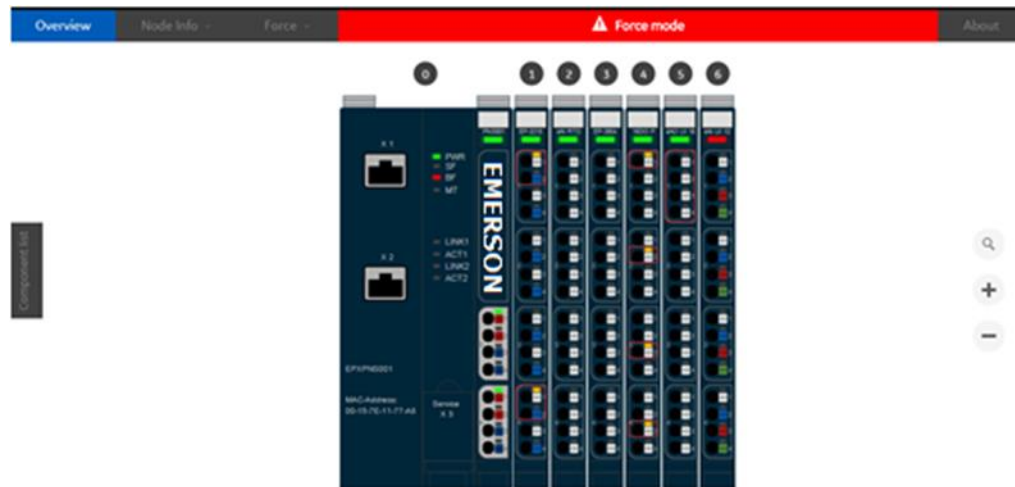 Overview
Node Info
Force
Force mode
About
0
1
2
3
4
5
6
X 1
PWR
SF
BF
MT
EMERSON
LINK1
ACT1
LINK2
ACT2
X 2
Component list
EPXPNS001
MAC-Address:
Service
X 3